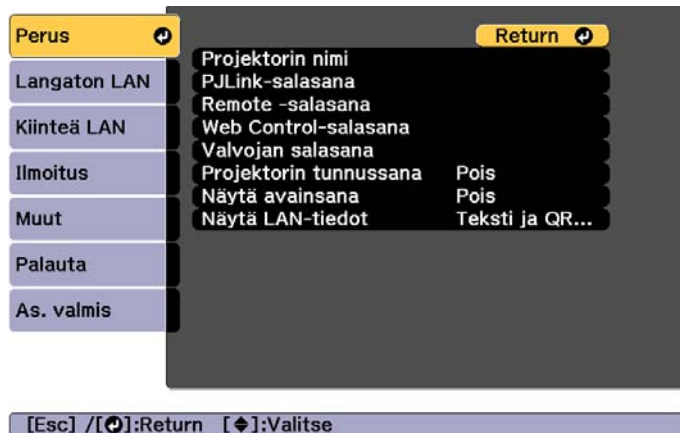 Perus
Langaton LAN
Kiinteä LAN
Ilmoitus
Muut
Palauta
As. valmis
Return
Projektorin nimi
PJLink-salasana
Remote -salasana
Web Control-salasana
Valvojan salasana
Projektorin tunnussana Pois
Näytä avainsana Pois
Näytä LAN-tiedot Teksti ja QR...
[Esc] /[⏎]:Return [◆]:Valitse